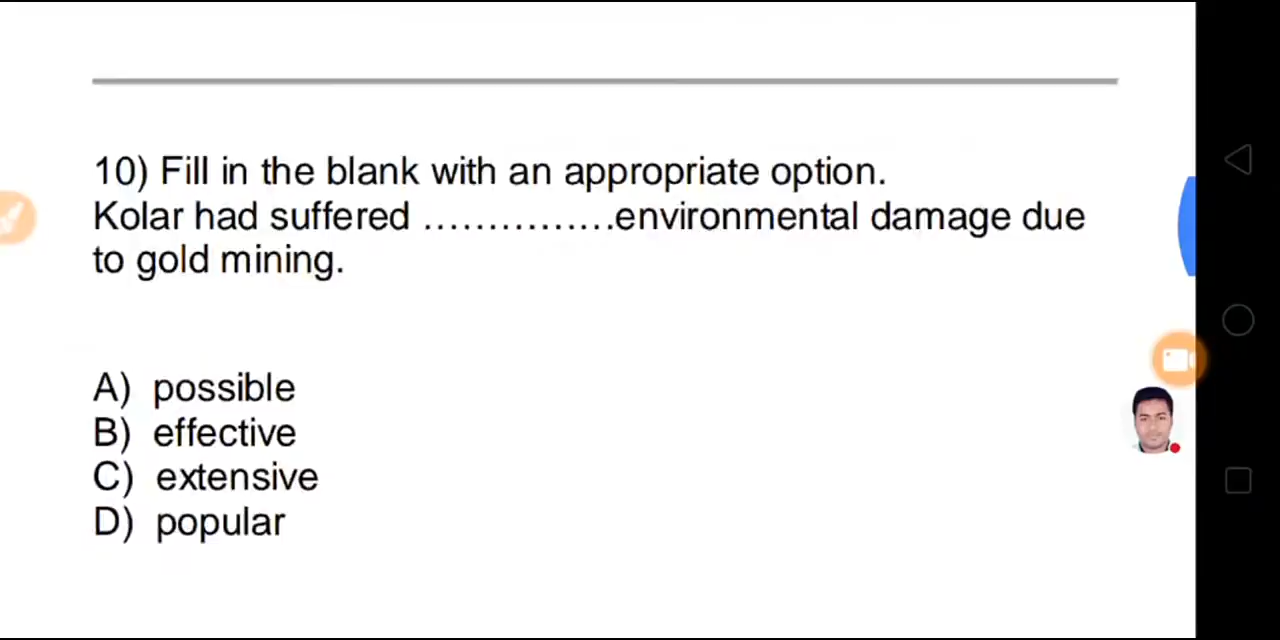 10) Fill in the blank with an appropriate option.
Kolar had suffered ...............environmental damage due
to gold mining.
A) possible
B) effective
C) extensive
D) popular